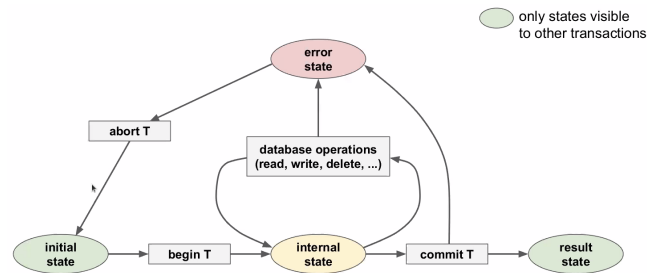 only states visible
to other transactions
error
state
abort T
database operations
(read, write, delete, ...)
initial
state
begin T
internal
state
commit T
result
state